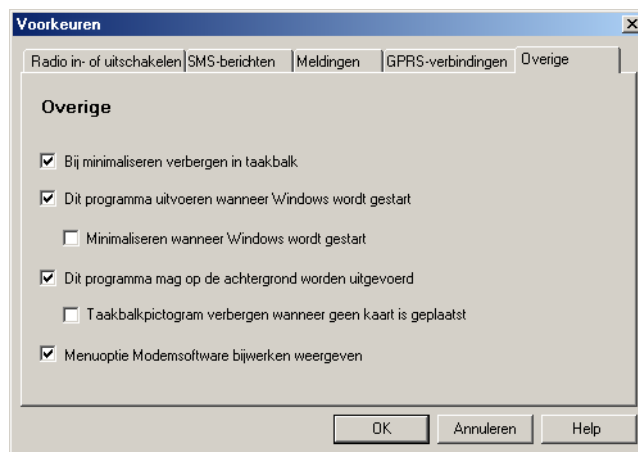 Voorkeuren
Radio in- of uitschakelen SMS-berichten Meldingen GPRS-verbindingen Overige
Overige
Bij minimaliseren verbergen in taakbalk
Dit programma uitvoeren wanneer Windows wordt gestart
Minimaliseren wanneer Windows wordt gestart
Dit programma mag op de achtergrond worden uitgevoerd
Taakbalkpictogram verbergen wanneer geen kaart is geplaatst
Menuoptie Modemsoftware bijwerken weergeven
OK Annuleren Help